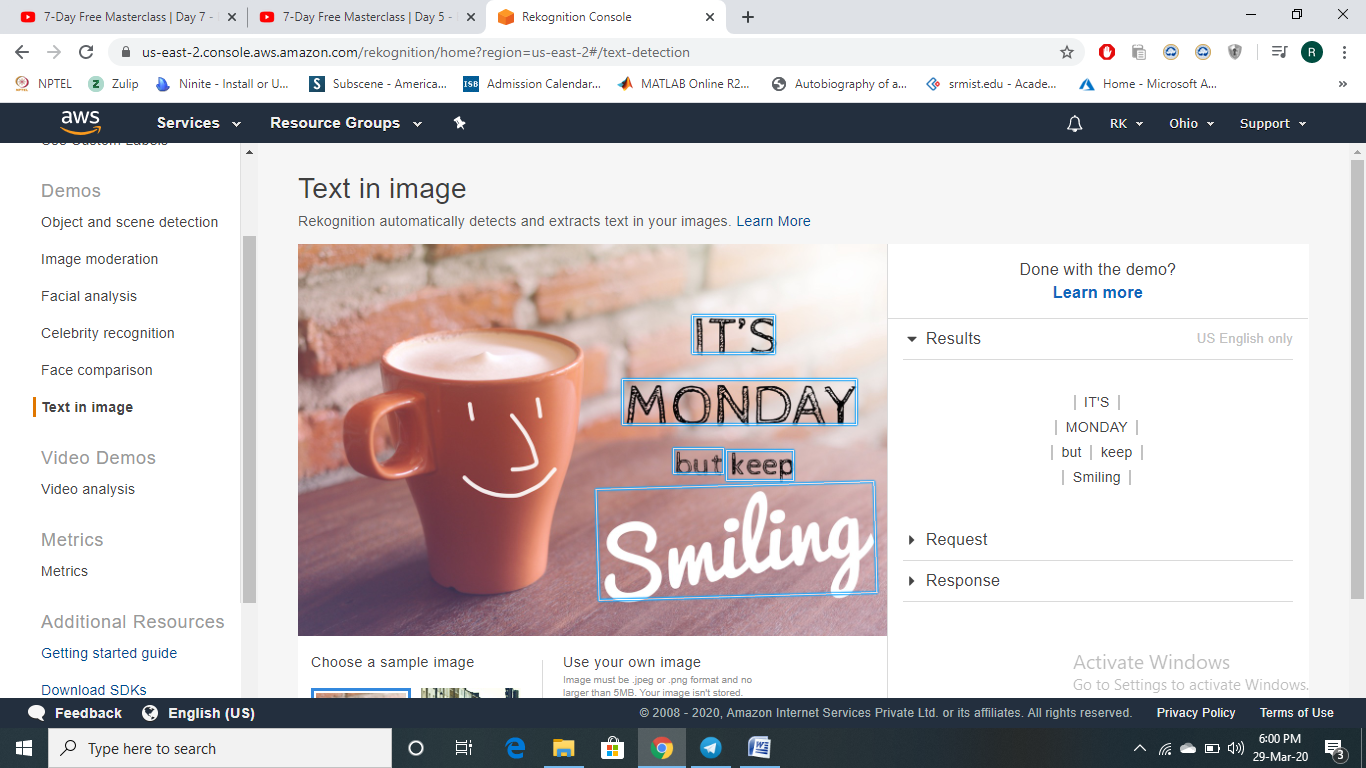 7-Day Free Masterclass | Day 7 -
7-Day Free Masterclass | Day 5 -
Rekognition Console
us-east-2.console.aws.amazon.com/rekognition/home?region=us-east-2#/text-detection
R
NPTEL
Zulip
Ninite - Install or U...
S
Subscene - America...
ISB
Admission Calendar...
MATLAB Online R2...
Autobiography of a...
srmist.edu - Acade...
Home - Microsoft A...
aws
Services
Resource Groups
RK
Ohio
Support
Use Custom Labels
Demos
Object and scene detection
Image moderation
Facial analysis
Celebrity recognition
Face comparison
Text in image
Video Demos
Video analysis
Metrics
Metrics
Additional Resources
Getting started guide
Download SDKs
Text in image
Rekognition automatically detects and extracts text in your images. Learn More
IT'S
MONDAY
but keep
Smiling
Choose a sample image
Use your own image
Image must be .jpeg or .png format and no
larger than 5MB. Your image isn't stored.
Done with the demo?
Learn more
Results
US English only
| IT'S |
| MONDAY |
| but | keep |
| Smiling |
Request
Response
Activate Windows
Go to Settings to activate Windows.
Feedback
English (US)
© 2008 - 2020, Amazon Internet Services Private Ltd. or its affiliates. All rights reserved.
Privacy Policy
Terms of Use
Type here to search
6:00 PM
29-Mar-20
3